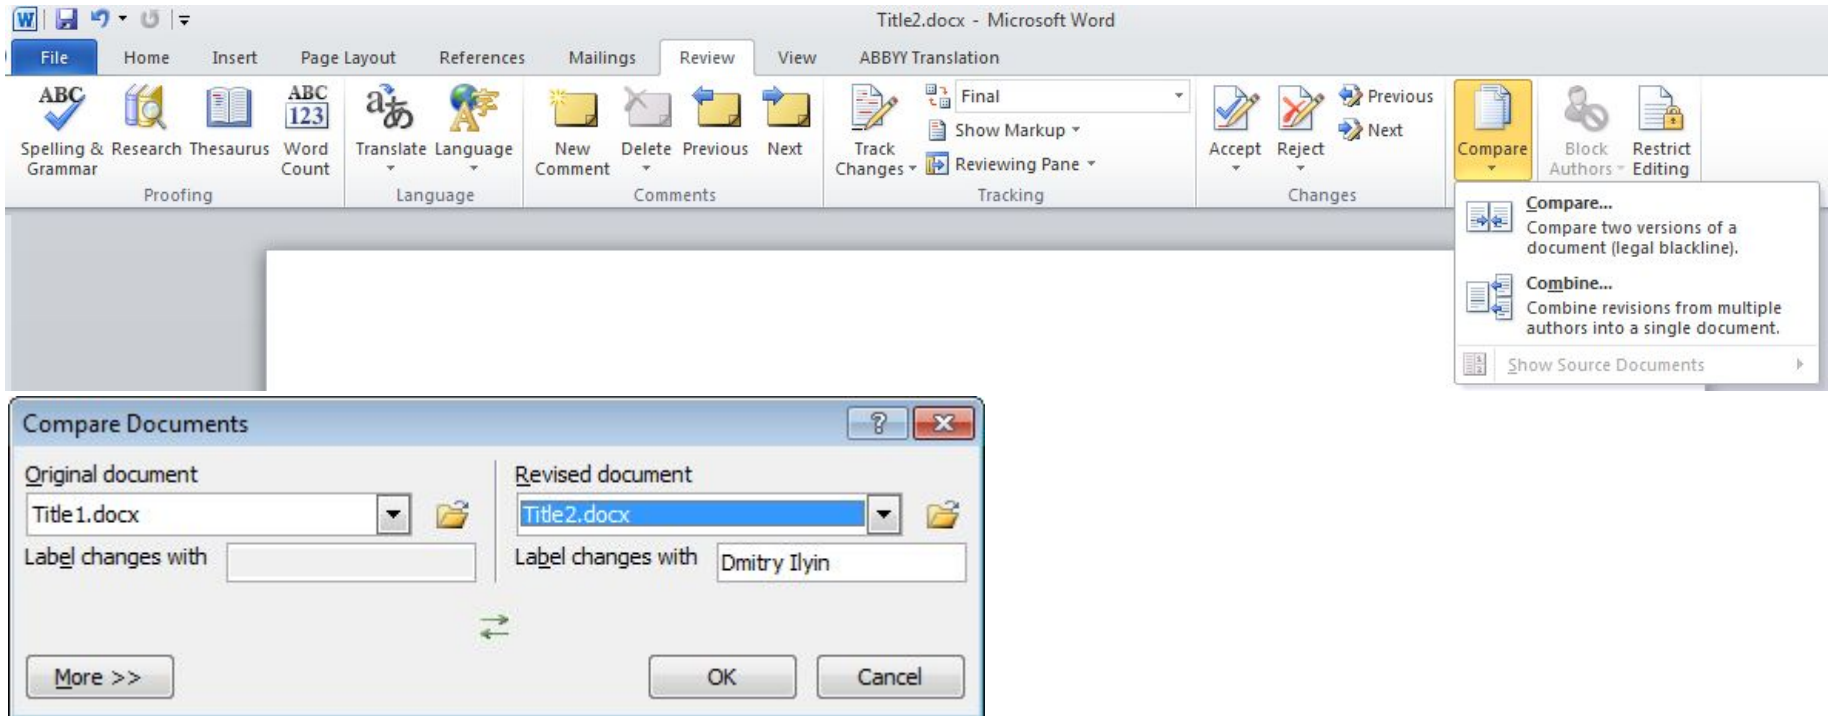 Title2.docx - Microsoft Word
File Home Insert Page Layout References Mailings Review View ABBYY Translation
ABC
Spelling & Grammar
Research
Thesaurus
ABC
123
Word Count
Proofing
Translate
Language
Language
New Comment
Delete
Previous
Next
Comments
Track Changes
Final
Show Markup
Reviewing Pane
Tracking
Accept
Reject
Previous
Next
Changes
Compare
Block Authors
Restrict Editing
Compare...
Compare two versions of a
document (legal blackline).
Combine...
Combine revisions from multiple
authors into a single document.
Show Source Documents
Compare Documents
Original document
Title1.docx
Label changes with
Revised document
Title2.docx
Label changes with Dmitry Ilyin
More >>
OK
Cancel